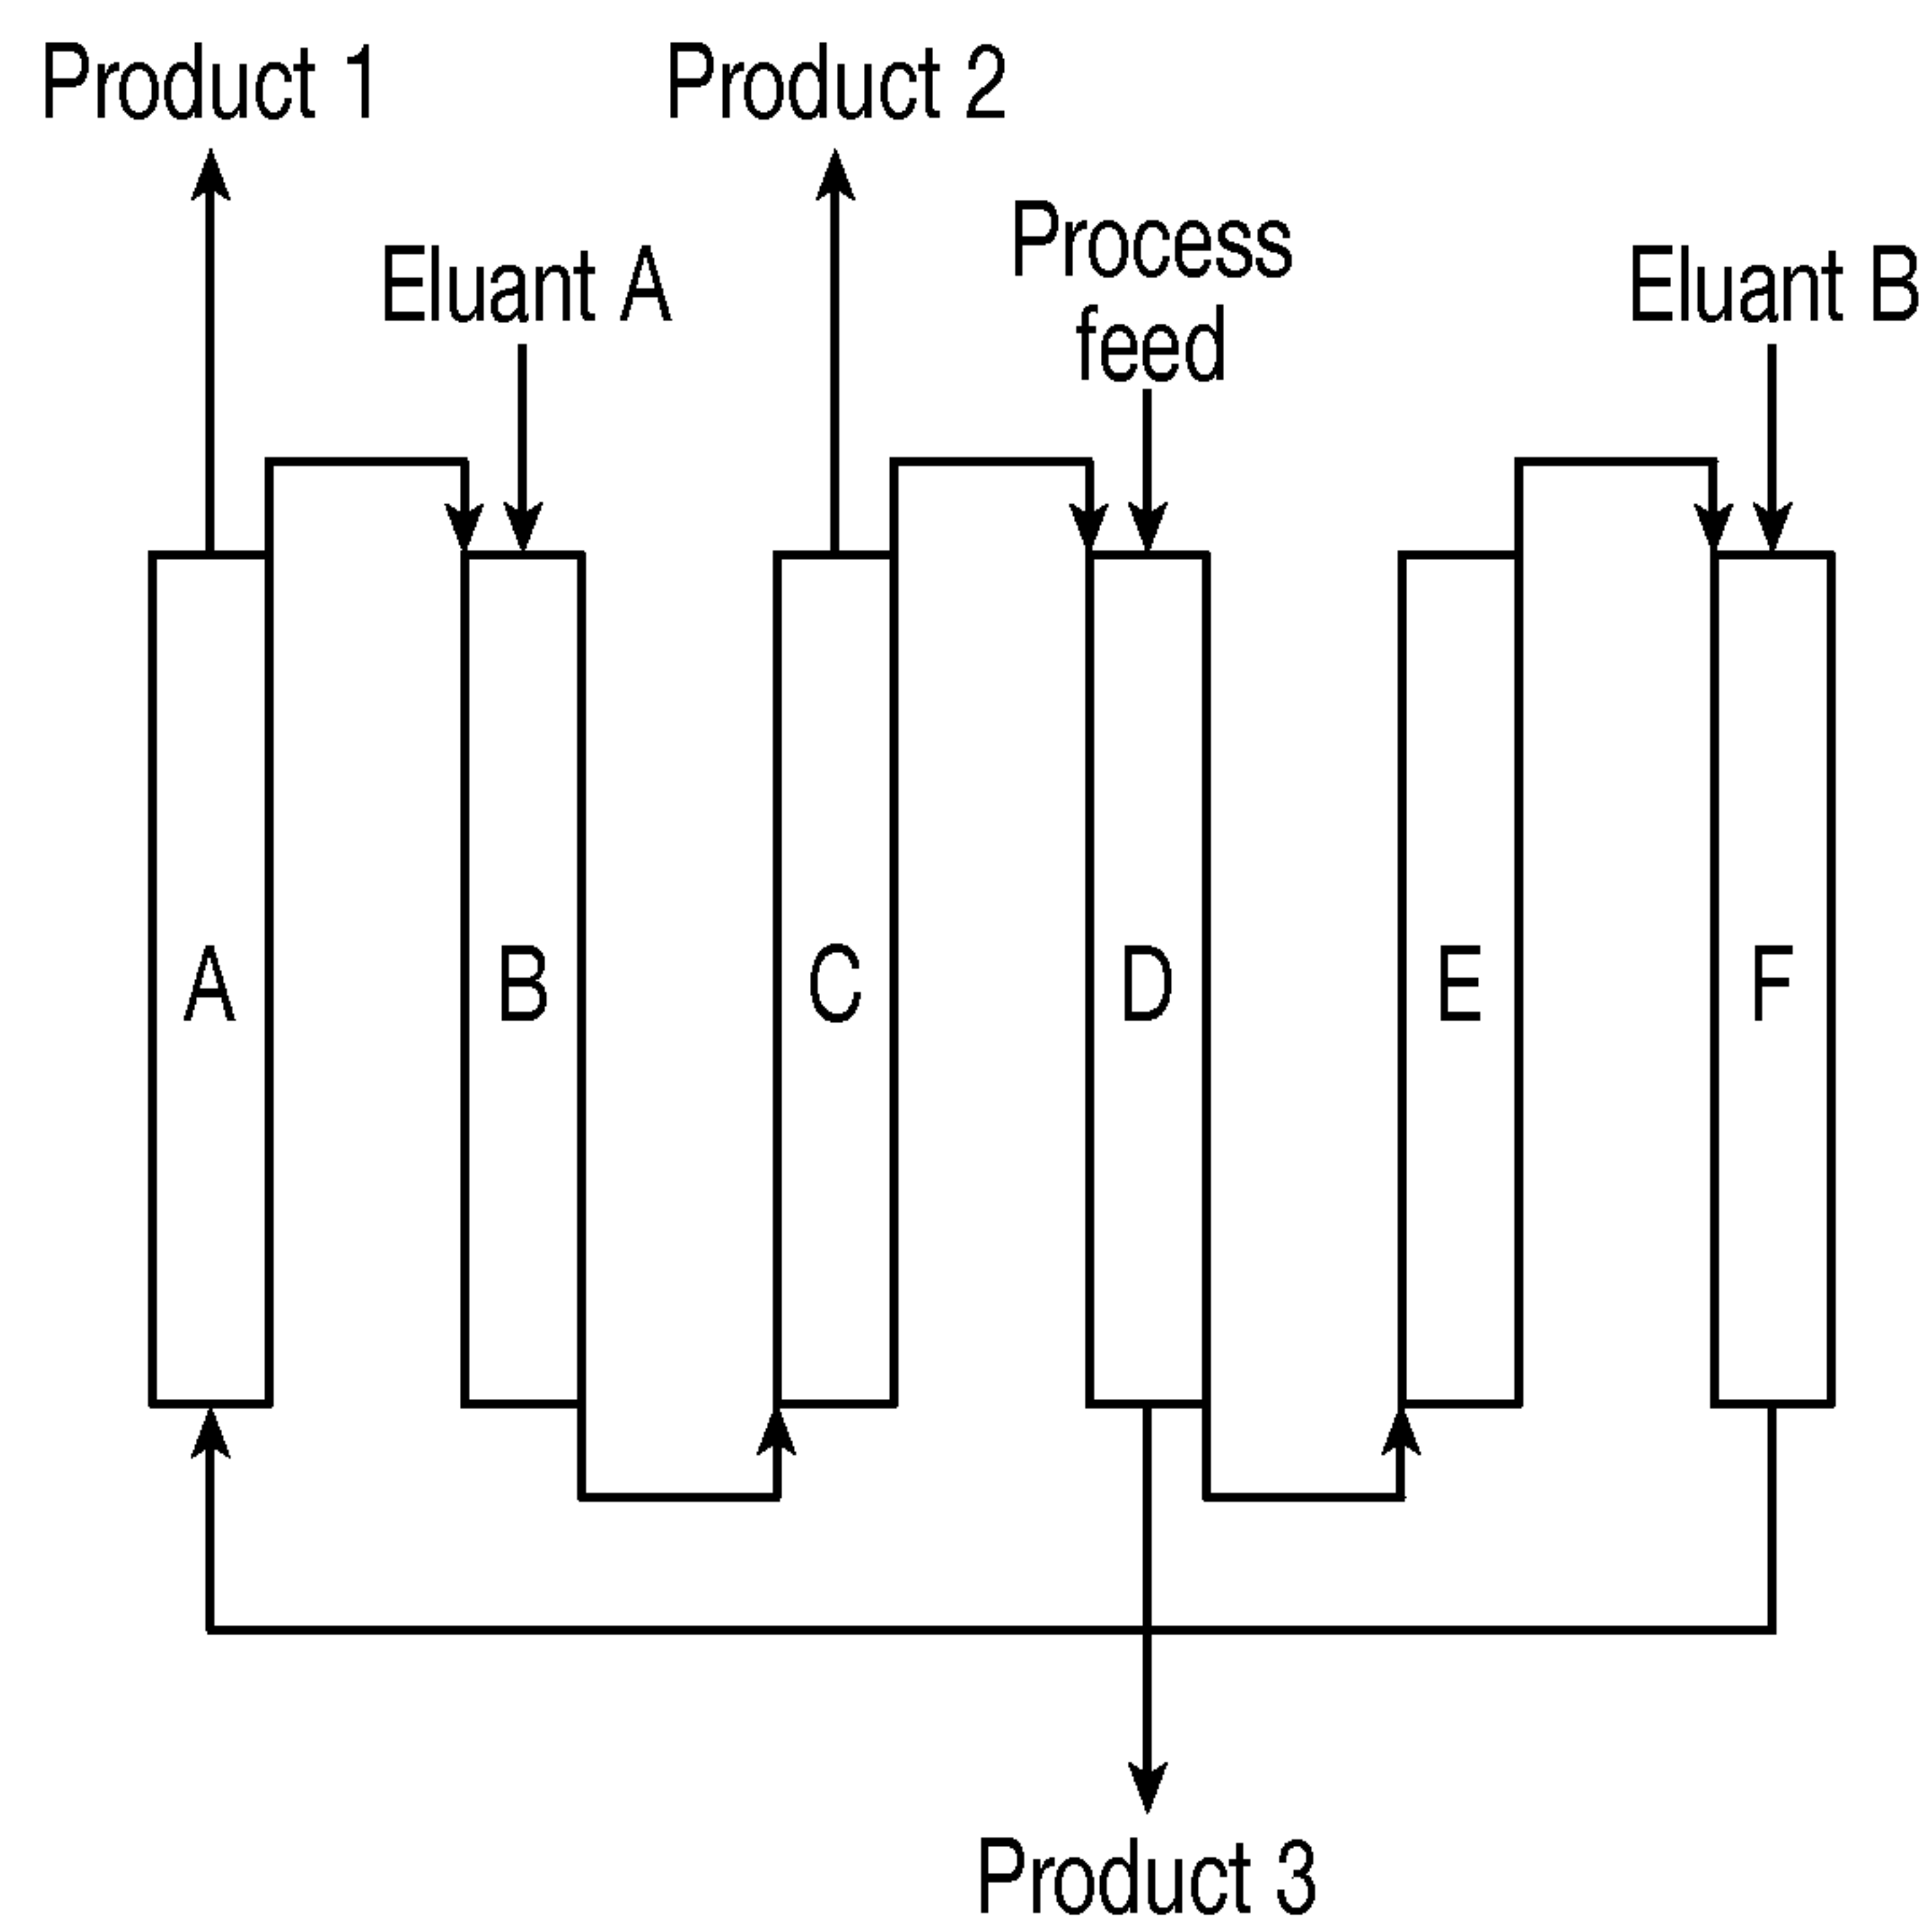 Product 1
Product 2
Eluant A
Process
feed
Eluant B
A
B
C
D
E
F
Product 3